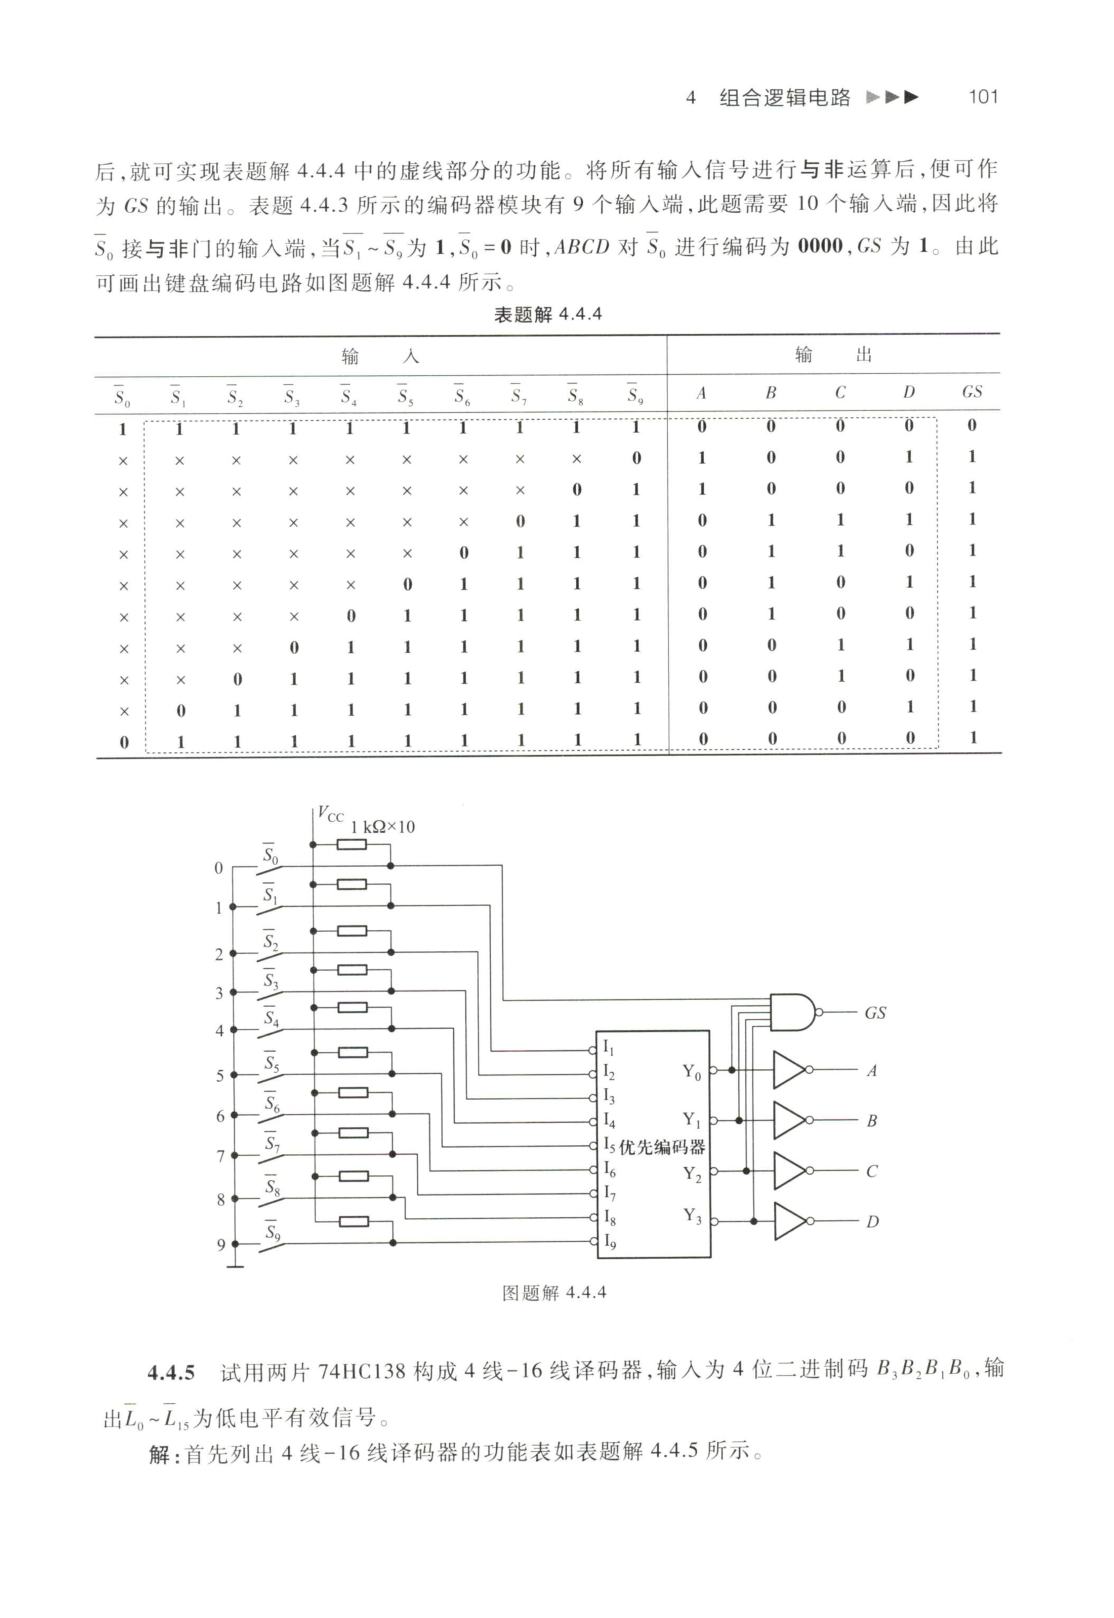 4 组合逻辑电路 ▶▶▶ 101
后,就可实现表题解 4.4.4 中的虚线部分的功能。将所有输入信号进行与非运算后,便可作
为 GS 的输出。表题 4.4.3 所示的编码器模块有 9 个输入端,此题需要 10 个输入端,因此将
S̅₀ 接与非门的输入端,当S̅₁~S̅₉为 1,S̅₀=0 时,ABCD 对 S̅₀ 进行编码为 0000,GS 为 1。由此
可画出键盘编码电路如图题解 4.4.4 所示。
表题解 4.4.4
输 入 输 出
S̅₀ S̅₁ S̅₂ S̅₃ S̅₄ S̅₅ S̅₆ S̅₇ S̅₈ S̅₉ A B C D GS
1 1 1 1 1 1 1 1 1 1 0 0 0 0 0
× × × × × × × × × 0 1 0 0 1 1
× × × × × × × × 0 1 1 0 0 0 1
× × × × × × × 0 1 1 0 1 1 1 1
× × × × × × 0 1 1 1 0 1 1 0 1
× × × × × 0 1 1 1 1 0 1 0 1 1
× × × × 0 1 1 1 1 1 0 1 0 0 1
× × × 0 1 1 1 1 1 1 0 0 1 1 1
× × 0 1 1 1 1 1 1 1 0 0 1 0 1
× 0 1 1 1 1 1 1 1 1 0 0 0 1 1
0 1 1 1 1 1 1 1 1 1 0 0 0 0 1
V_CC
1 kΩ×10
0 S̅₀
1 S̅₁
2 S̅₂
3 S̅₃
4 S̅₄
5 S̅₅
6 S̅₆
7 S̅₇
8 S̅₈
9 S̅₉
GS
I₁
I₂ Y₀ A
I₃
I₄ Y₁ B
I₅ 优先编码器
I₆ Y₂ C
I₇
I₈ Y₃ D
I₉
图题解 4.4.4
4.4.5 试用两片 74HC138 构成 4 线-16 线译码器,输入为 4 位二进制码 B₃B₂B₁B₀,输
出L̅₀~L̅₁₅为低电平有效信号。
解:首先列出 4 线-16 线译码器的功能表如表题解 4.4.5 所示。